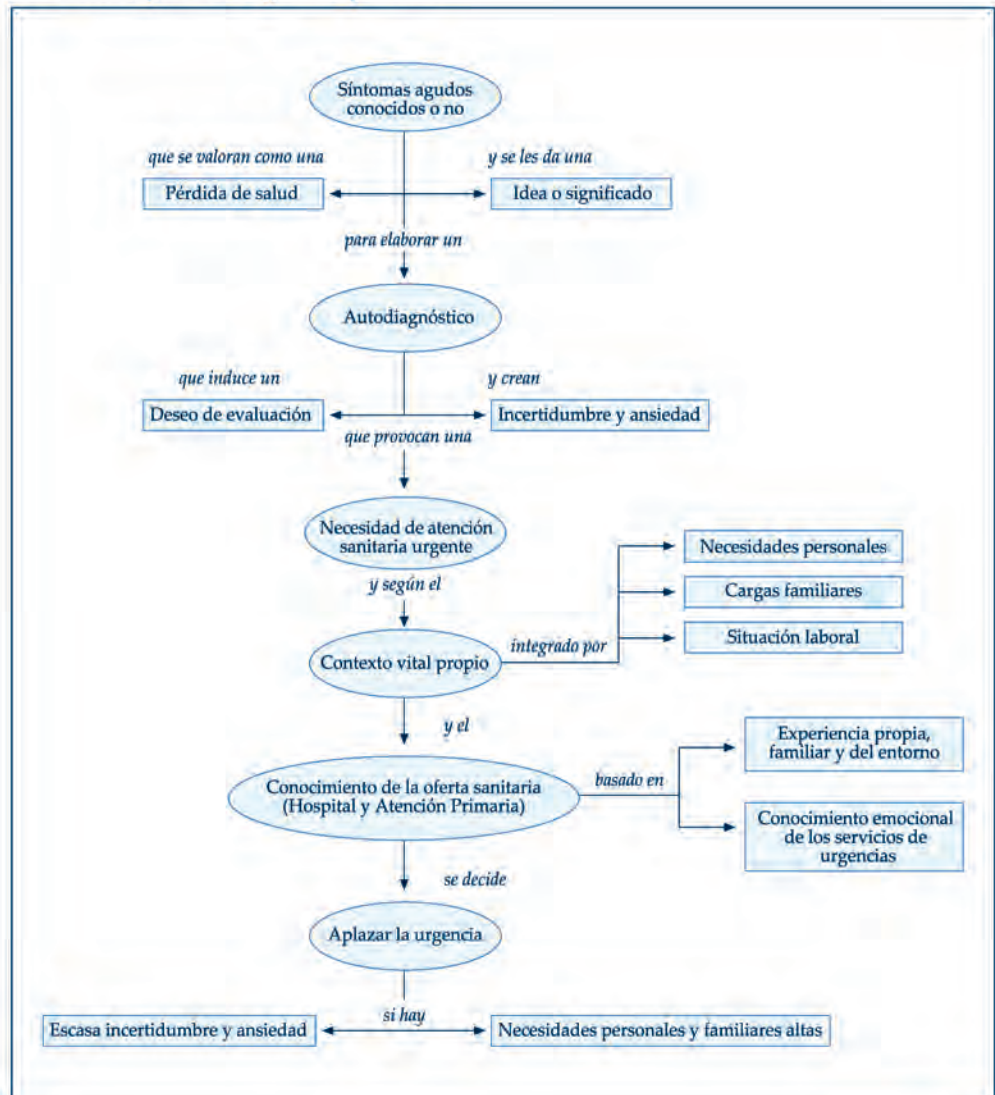 Síntomas agudos
conocidos o no
que se valoran como una
y se les da una
Pérdida de salud
Idea o significado
para elaborar un
Autodiagnóstico
que induce un
y crean
Deseo de evaluación
Incertidumbre y ansiedad
que provocan una
Necesidad de atención
sanitaria urgente
Necesidades personales
y según el
Cargas familiares
Contexto vital propio
integrado por
Situación laboral
y el
Experiencia propia,
familiar y del entorno
Conocimiento de la oferta sanitaria
(Hospital y Atención Primaria)
basado en
Conocimiento emocional
de los servicios de
urgencias
se decide
Aplazar la urgencia
si hay
Escasa incertidumbre y ansiedad
Necesidades personales y familiares altas